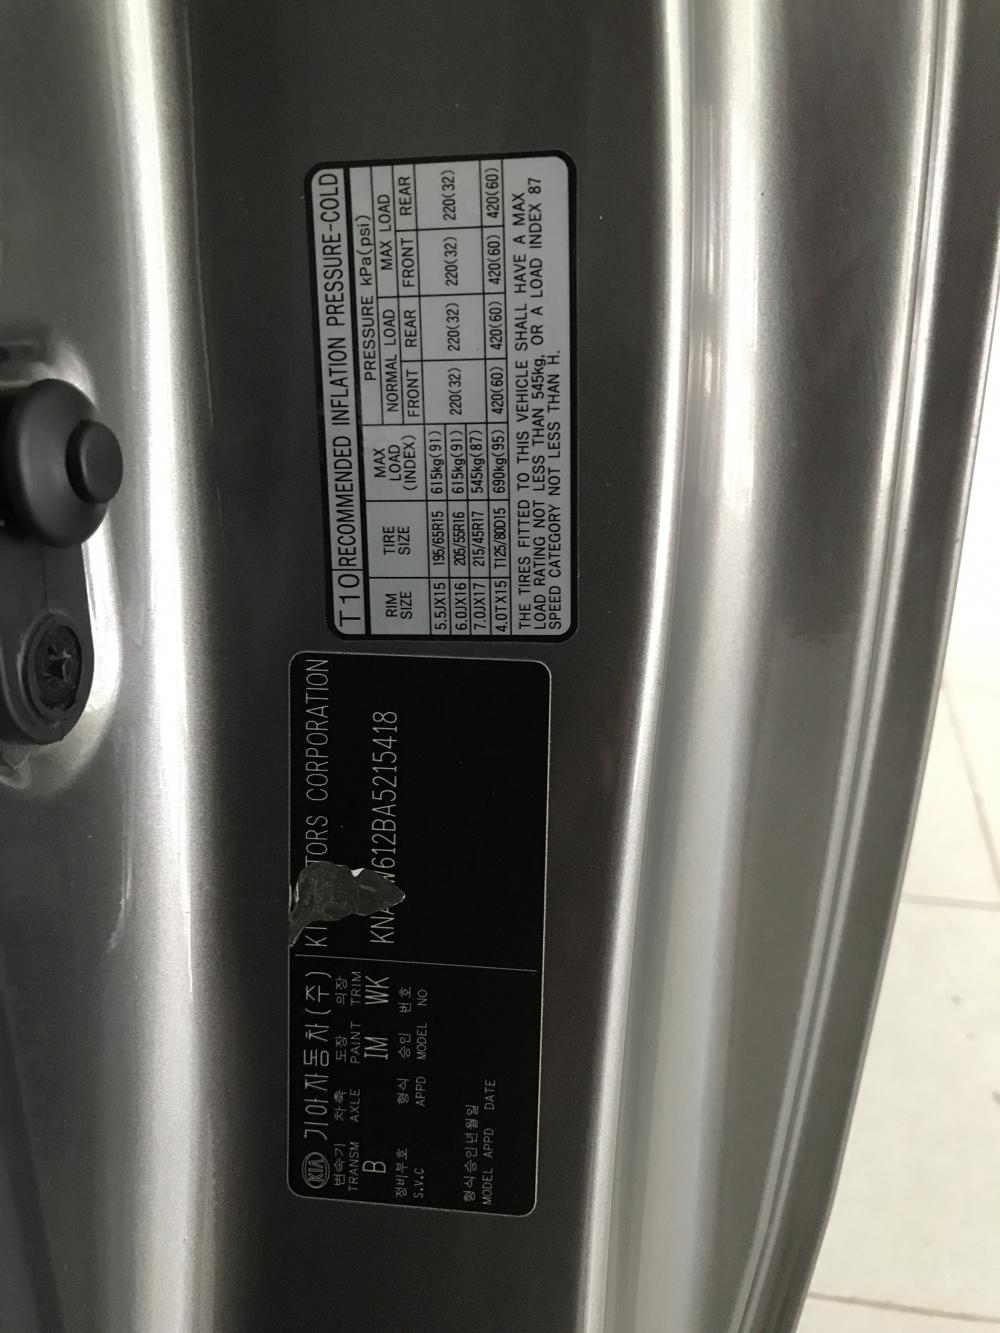 KIA 기아자동차(주)
변속기 차축 도장 의장
TRANSM AXLE PAINT TRIM
B IM WK
정비부호 형식 승인 번호
S.V.C APPD MODEL NO
형식승인년월일
MODEL APPD DATE
CORPORATION
T10 RECOMMENDED INFLATION PRESSURE-COLD
RIM SIZE TIRE SIZE MAX LOAD (INDEX) PRESSURE kPa(psi)
NORMAL LOAD MAX LOAD
FRONT REAR FRONT REAR
5.5JX15 195/65R15 615kg(91)
6.0JX16 205/55R16 615kg(91) 220(32) 220(32) 220(32) 220(32)
7.0JX17 215/45R17 545kg(87)
4.0TX15 T125/80D15 690kg(95) 420(60) 420(60) 420(60) 420(60)
THE TIRES FITTED TO THIS VEHICLE SHALL HAVE A MAX
LOAD RATING NOT LESS THAN 545kg, OR A LOAD INDEX 87
SPEED CATEGORY NOT LESS THAN H.